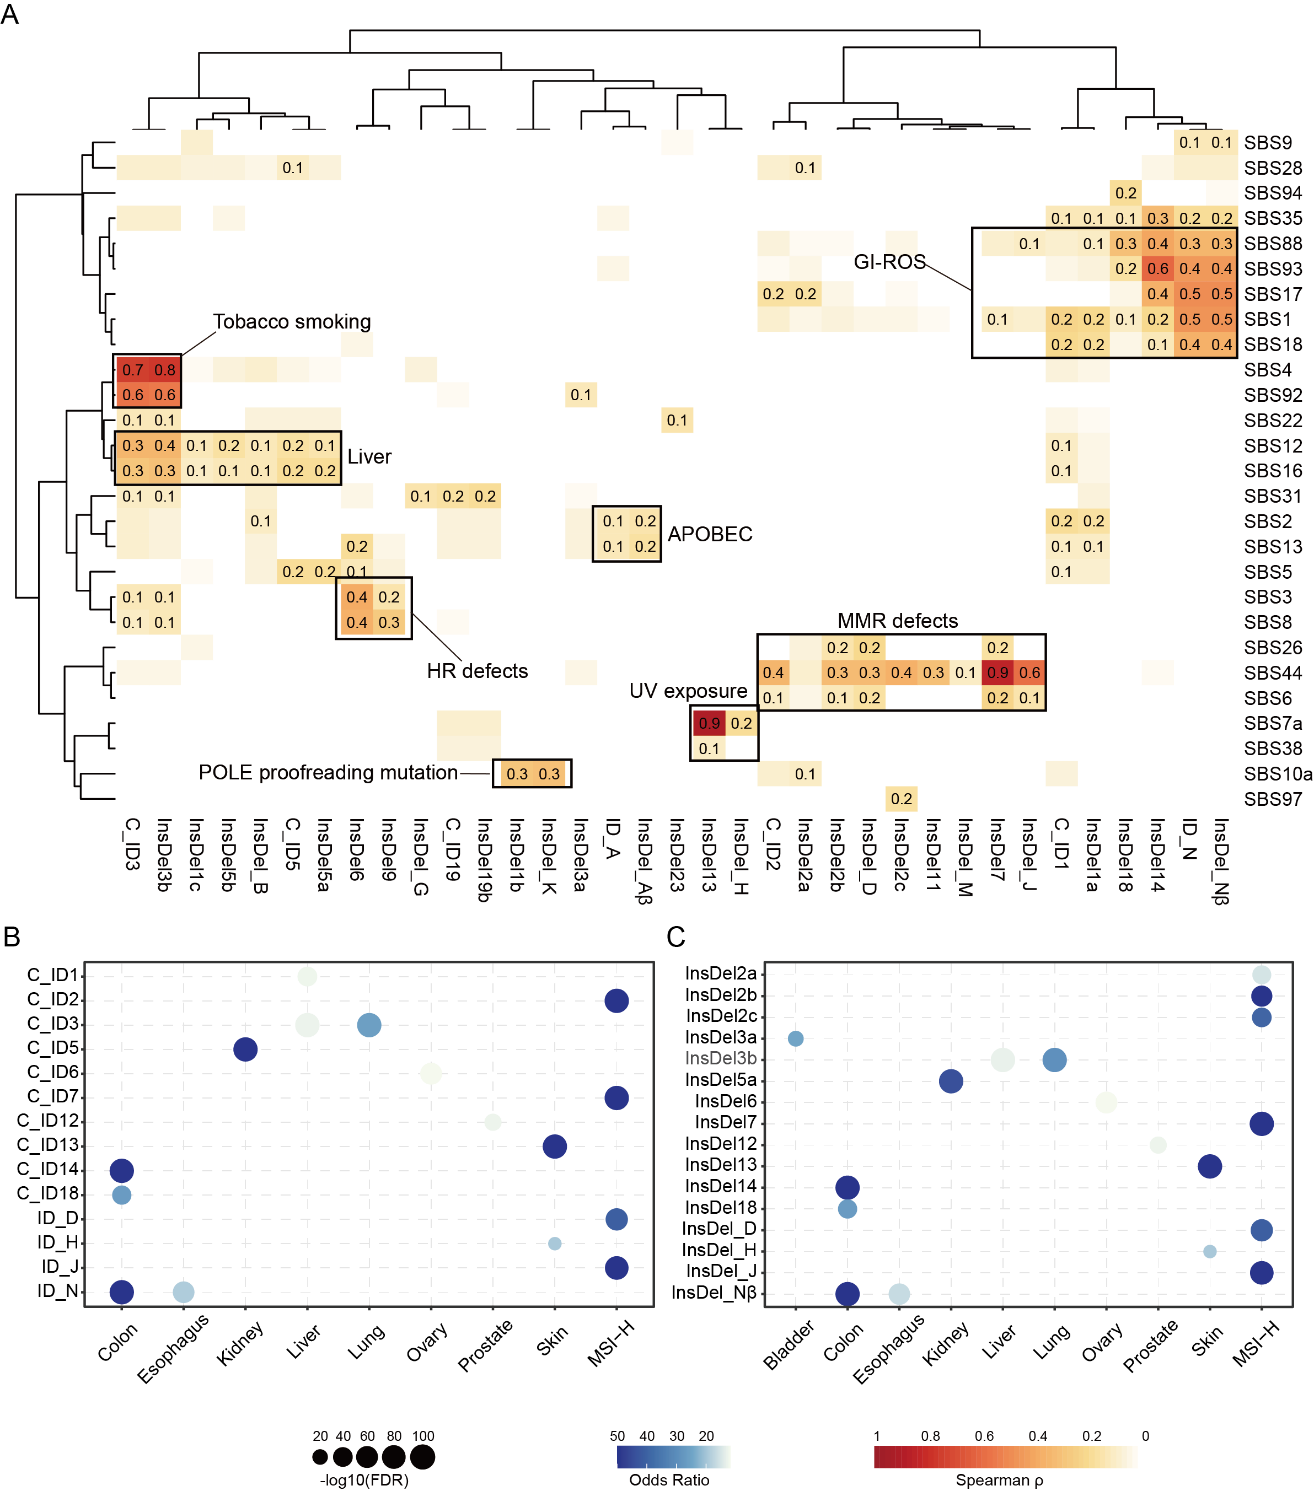 A
0.1 0.1 SBS9
0.1 0.1 SBS28
0.2 SBS94
0.1 0.1 0.1 0.3 0.2 0.2 SBS35
0.1 0.1 0.3 0.4 0.3 0.3 SBS88
GI-ROS
0.2 0.6 0.4 0.4 SBS93
0.2 0.2 0.4 0.5 0.5 SBS17
0.1 0.2 0.2 0.1 0.2 0.5 0.5 SBS1
Tobacco smoking
0.2 0.2 0.1 0.4 0.4 SBS18
0.7 0.8 SBS4
0.6 0.6 0.1 SBS92
0.1 0.1 0.1 SBS22
0.3 0.4 0.1 0.2 0.1 0.2 0.1 0.1 SBS12
Liver
0.3 0.3 0.1 0.1 0.1 0.2 0.2 0.1 SBS16
0.1 0.1 0.1 0.2 0.2 SBS31
0.1 0.1 0.2 0.2 0.2 SBS2
APOBEC
0.2 0.1 0.2 0.1 0.1 SBS13
0.2 0.2 0.1 0.1 SBS5
0.1 0.1 0.4 0.2 SBS3
0.1 0.1 0.4 0.3 SBS8
MMR defects
0.2 0.2 0.2 SBS26
HR defects
0.4 0.3 0.3 0.4 0.3 0.1 0.9 0.6 SBS44
UV exposure
0.1 0.1 0.2 0.2 0.1 SBS6
0.9 0.2 SBS7a
0.1 SBS38
POLE proofreading mutation
0.3 0.3 0.1 SBS10a
0.2 SBS97
C_ID3
InsDel3b
InsDel1c
InsDel5b
InsDel_B
C_ID5
InsDel5a
InsDel6
InsDel9
InsDel_G
C_ID19
InsDel19b
InsDel1b
InsDel_K
InsDel3a
ID_A
InsDel_Aβ
InsDel23
InsDel13
InsDel_H
C_ID2
InsDel2a
InsDel2b
InsDel_D
InsDel2c
InsDel11
InsDel_M
InsDel7
InsDel_J
C_ID1
InsDel1a
InsDel18
InsDel14
ID_N
InsDel_Nβ
B
C_ID1
C_ID2
C_ID3
C_ID5
C_ID6
C_ID7
C_ID12
C_ID13
C_ID14
C_ID18
ID_D
ID_H
ID_J
ID_N
Colon
Esophagus
Kidney
Liver
Lung
Ovary
Prostate
Skin
MSI-H
C
InsDel2a
InsDel2b
InsDel2c
InsDel3a
InsDel3b
InsDel5a
InsDel6
InsDel7
InsDel12
InsDel13
InsDel14
InsDel18
InsDel_D
InsDel_H
InsDel_J
InsDel_Nβ
Bladder
Colon
Esophagus
Kidney
Liver
Lung
Ovary
Prostate
Skin
MSI-H
20 40 60 80 100
-log10(FDR)
50 40 30 20
Odds Ratio
1 0.8 0.6 0.4 0.2 0
Spearman ρ